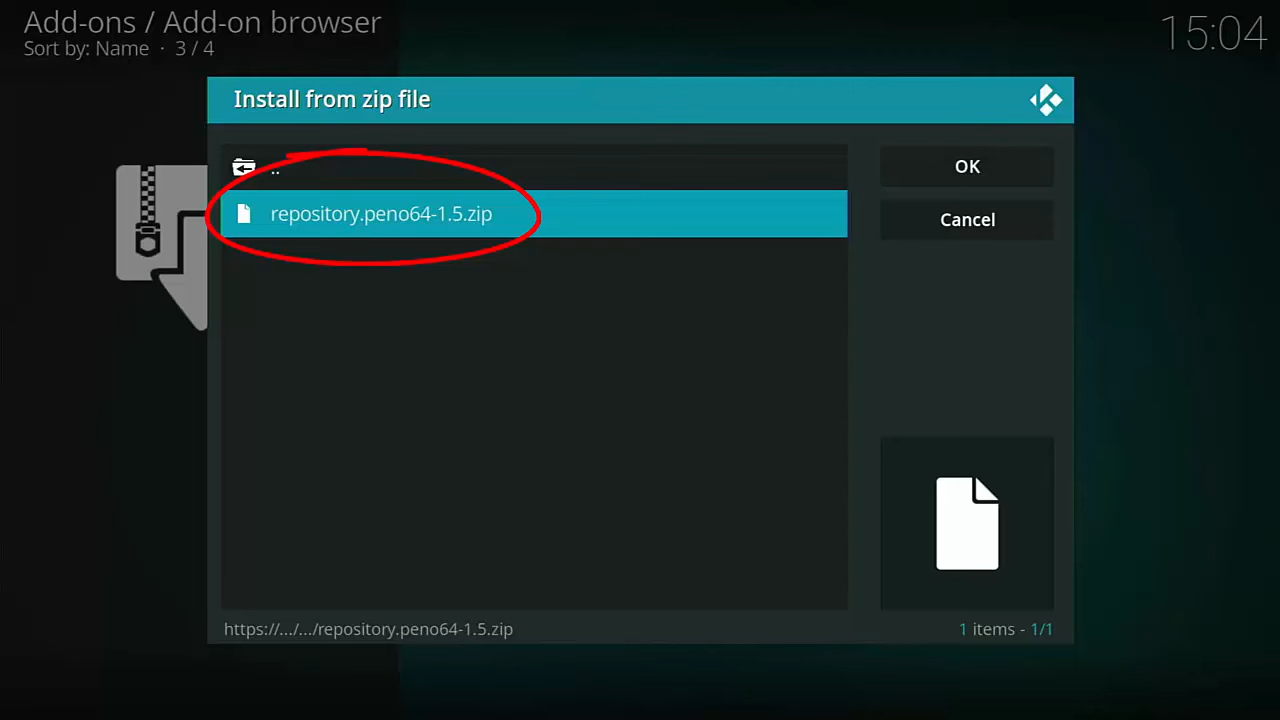 Add-ons / Add-on browser
Sort by: Name · 3 / 4
15:04
Install from zip file
..
repository.peno64-1.5.zip
OK
Cancel
https://.../.../repository.peno64-1.5.zip
1 items - 1/1